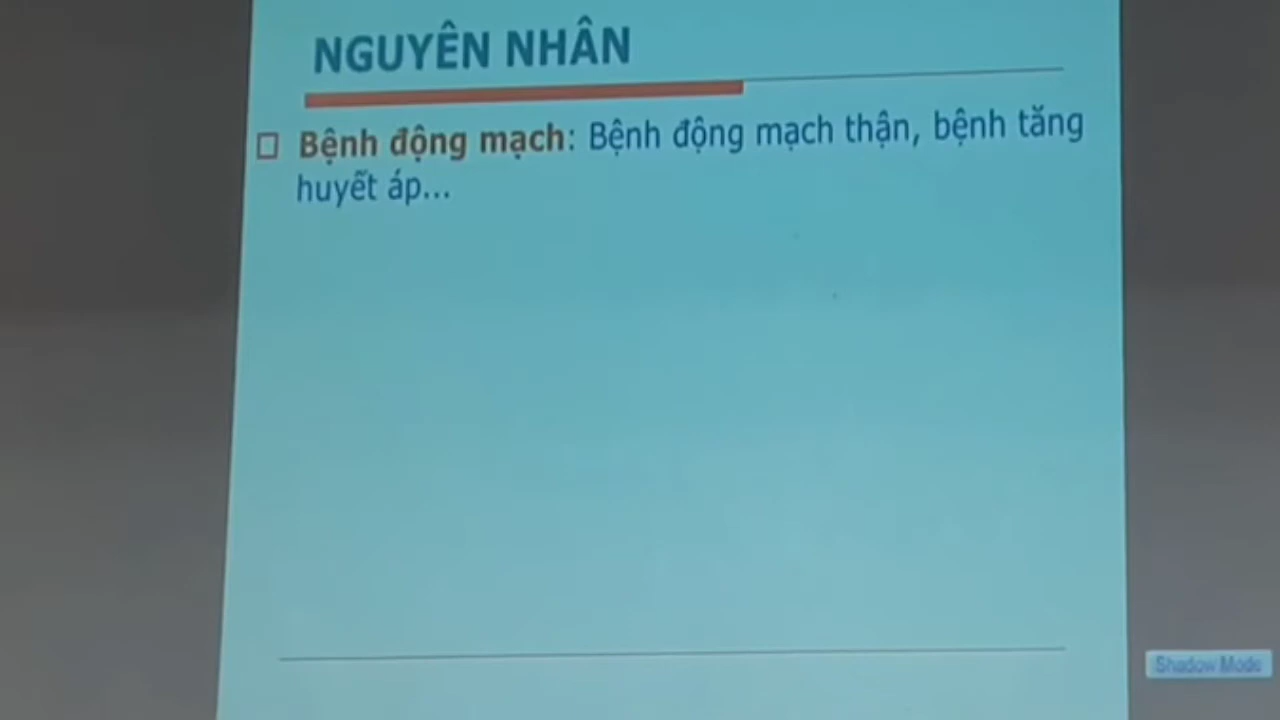 NGUYÊN NHÂN
Bệnh động mạch: Bệnh động mạch thận, bệnh tăng
huyết áp...
Shadow Mode